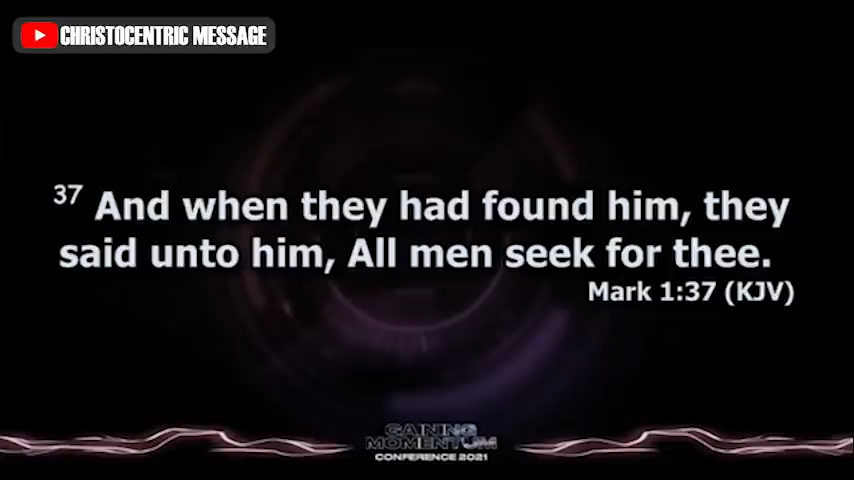 CHRISTOCENTRIC MESSAGE
37 And when they had found him, they
said unto him, All men seek for thee.
Mark 1:37 (KJV)
GAINING
MOMENTUM
CONFERENCE 2021